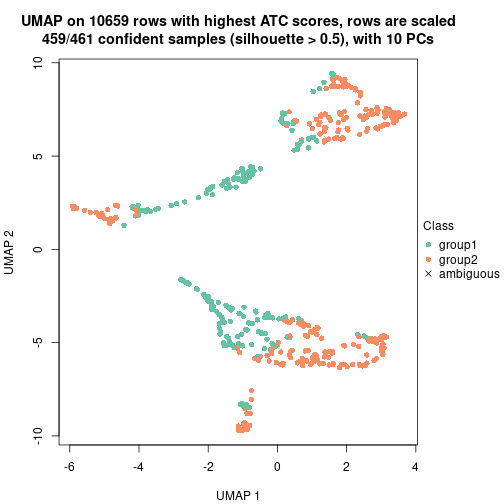 UMAP on 10659 rows with highest ATC scores, rows are scaled
459/461 confident samples (silhouette > 0.5), with 10 PCs
10
5
0
-5
-10
UMAP 2
-6 -4 -2 0 2 4
UMAP 1
Class
group1
group2
ambiguous